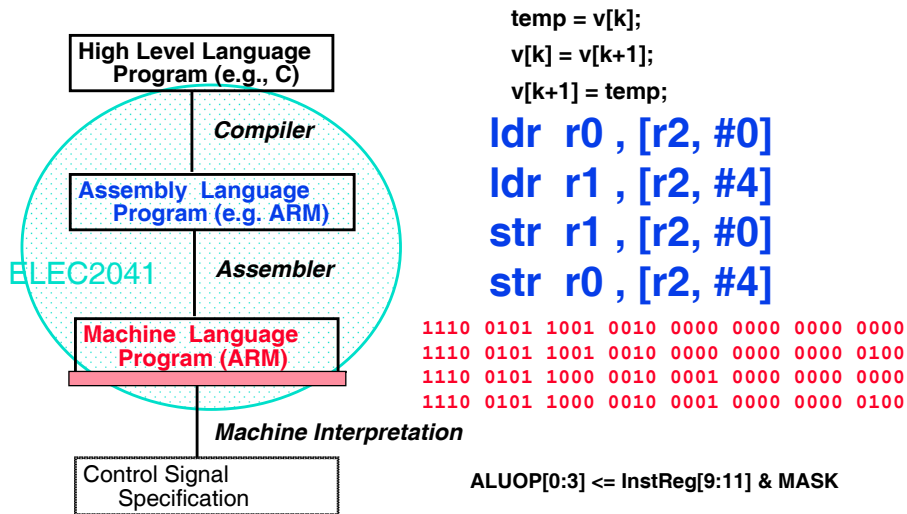 High Level Language
Program (e.g., C)
Compiler
Assembly Language
Program (e.g. ARM)
Assembler
ELEC2041
Machine Language
Program (ARM)
Machine Interpretation
Control Signal
Specification
temp = v[k];
v[k] = v[k+1];
v[k+1] = temp;
ldr r0 , [r2, #0]
ldr r1 , [r2, #4]
str r1 , [r2, #0]
str r0 , [r2, #4]
1110 0101 1001 0010 0000 0000 0000 0000
1110 0101 1001 0010 0000 0000 0000 0100
1110 0101 1000 0010 0001 0000 0000 0000
1110 0101 1000 0010 0001 0000 0000 0100
ALUOP[0:3] <= InstReg[9:11] & MASK